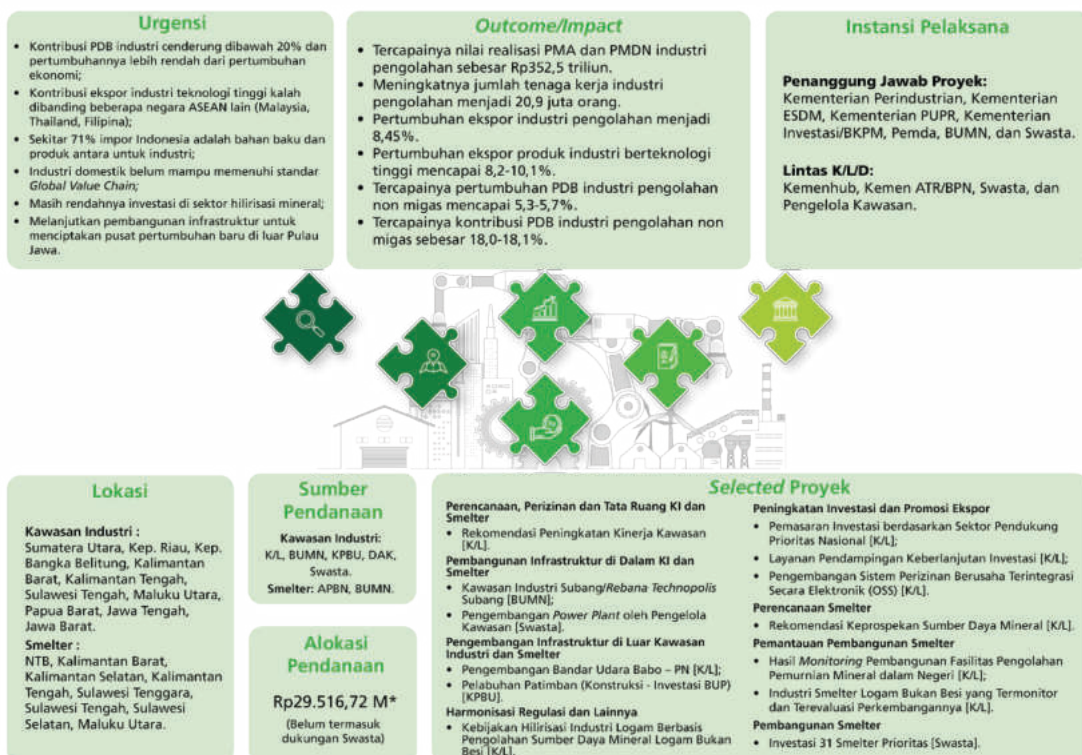 Urgensi
• Kontribusi PDB industri cenderung dibawah 20% dan
pertumbuhannya lebih rendah dari pertumbuhan
ekonomi;
• Kontribusi ekspor industri teknologi tinggi kalah
dibanding beberapa negara ASEAN lain (Malaysia,
Thailand, Filipina);
• Sekitar 71% impor Indonesia adalah bahan baku dan
produk antara untuk industri;
• Industri domestik belum mampu memenuhi standar
Global Value Chain;
• Masih rendahnya investasi di sektor hilirisasi mineral;
• Melanjutkan pembangunan infrastruktur untuk
menciptakan pusat pertumbuhan baru di luar Pulau
Jawa.
Outcome/Impact
• Tercapainya nilai realisasi PMA dan PMDN industri
pengolahan sebesar Rp352,5 triliun.
• Meningkatnya jumlah tenaga kerja industri
pengolahan menjadi 20,9 juta orang.
• Pertumbuhan ekspor industri pengolahan menjadi
8,45%.
• Pertumbuhan ekspor produk industri berteknologi
tinggi mencapai 8,2-10,1%.
• Tercapainya pertumbuhan PDB industri pengolahan
non migas mencapai 5,3-5,7%.
• Tercapainya kontribusi PDB industri pengolahan non
migas sebesar 18,0-18,1%.
Instansi Pelaksana
Penanggung Jawab Proyek:
Kementerian Perindustrian, Kementerian
ESDM, Kementerian PUPR, Kementerian
Investasi/BKPM, Pemda, BUMN, dan Swasta.
Lintas K/L/D:
Kemenhub, Kemen ATR/BPN, Swasta, dan
Pengelola Kawasan.
Lokasi
Kawasan Industri :
Sumatera Utara, Kep. Riau, Kep.
Bangka Belitung, Kalimantan
Barat, Kalimantan Tengah,
Sulawesi Tengah, Maluku Utara,
Papua Barat, Jawa Tengah,
Jawa Barat.
Smelter :
NTB, Kalimantan Barat,
Kalimantan Selatan, Kalimantan
Tengah, Sulawesi Tenggara,
Sulawesi Tengah, Sulawesi
Selatan, Maluku Utara.
Sumber
Pendanaan
Kawasan Industri:
K/L, BUMN, KPBU, DAK,
Swasta.
Smelter: APBN, BUMN.
Alokasi
Pendanaan
Rp29.516,72 M*
(Belum termasuk
dukungan Swasta)
Selected Proyek
Perencanaan, Perizinan dan Tata Ruang KI dan
Smelter
• Rekomendasi Peningkatan Kinerja Kawasan
[K/L].
Pembangunan Infrastruktur di Dalam KI dan
Smelter
• Kawasan Industri Subang/Rebana Technopolis
Subang [BUMN];
• Pengembangan Power Plant oleh Pengelola
Kawasan [Swasta].
Pengembangan Infrastruktur di Luar Kawasan
Industri dan Smelter
• Pengembangan Bandar Udara Babo – PN [K/L];
• Pelabuhan Patimban (Konstruksi - Investasi BUP)
[KPBU].
Harmonisasi Regulasi dan Lainnya
• Kebijakan Hilirisasi Industri Logam Berbasis
Pengolahan Sumber Daya Mineral Logam Bukan
Besi [K/L].
Peningkatan Investasi dan Promosi Ekspor
• Pemasaran Investasi berdasarkan Sektor Pendukung
Prioritas Nasional [K/L];
• Layanan Pendampingan Keberlanjutan Investasi [K/L];
• Pengembangan Sistem Perizinan Berusaha Terintegrasi
Secara Elektronik (OSS) [K/L].
Perencanaan Smelter
• Rekomendasi Keprospekan Sumber Daya Mineral [K/L].
Pemantauan Pembangunan Smelter
• Hasil Monitoring Pembangunan Fasilitas Pengolahan
Pemurnian Mineral dalam Negeri [K/L];
• Industri Smelter Logam Bukan Besi yang Termonitor
dan Terevaluasi Perkembangannya [K/L].
Pembangunan Smelter
• Investasi 31 Smelter Prioritas [Swasta].